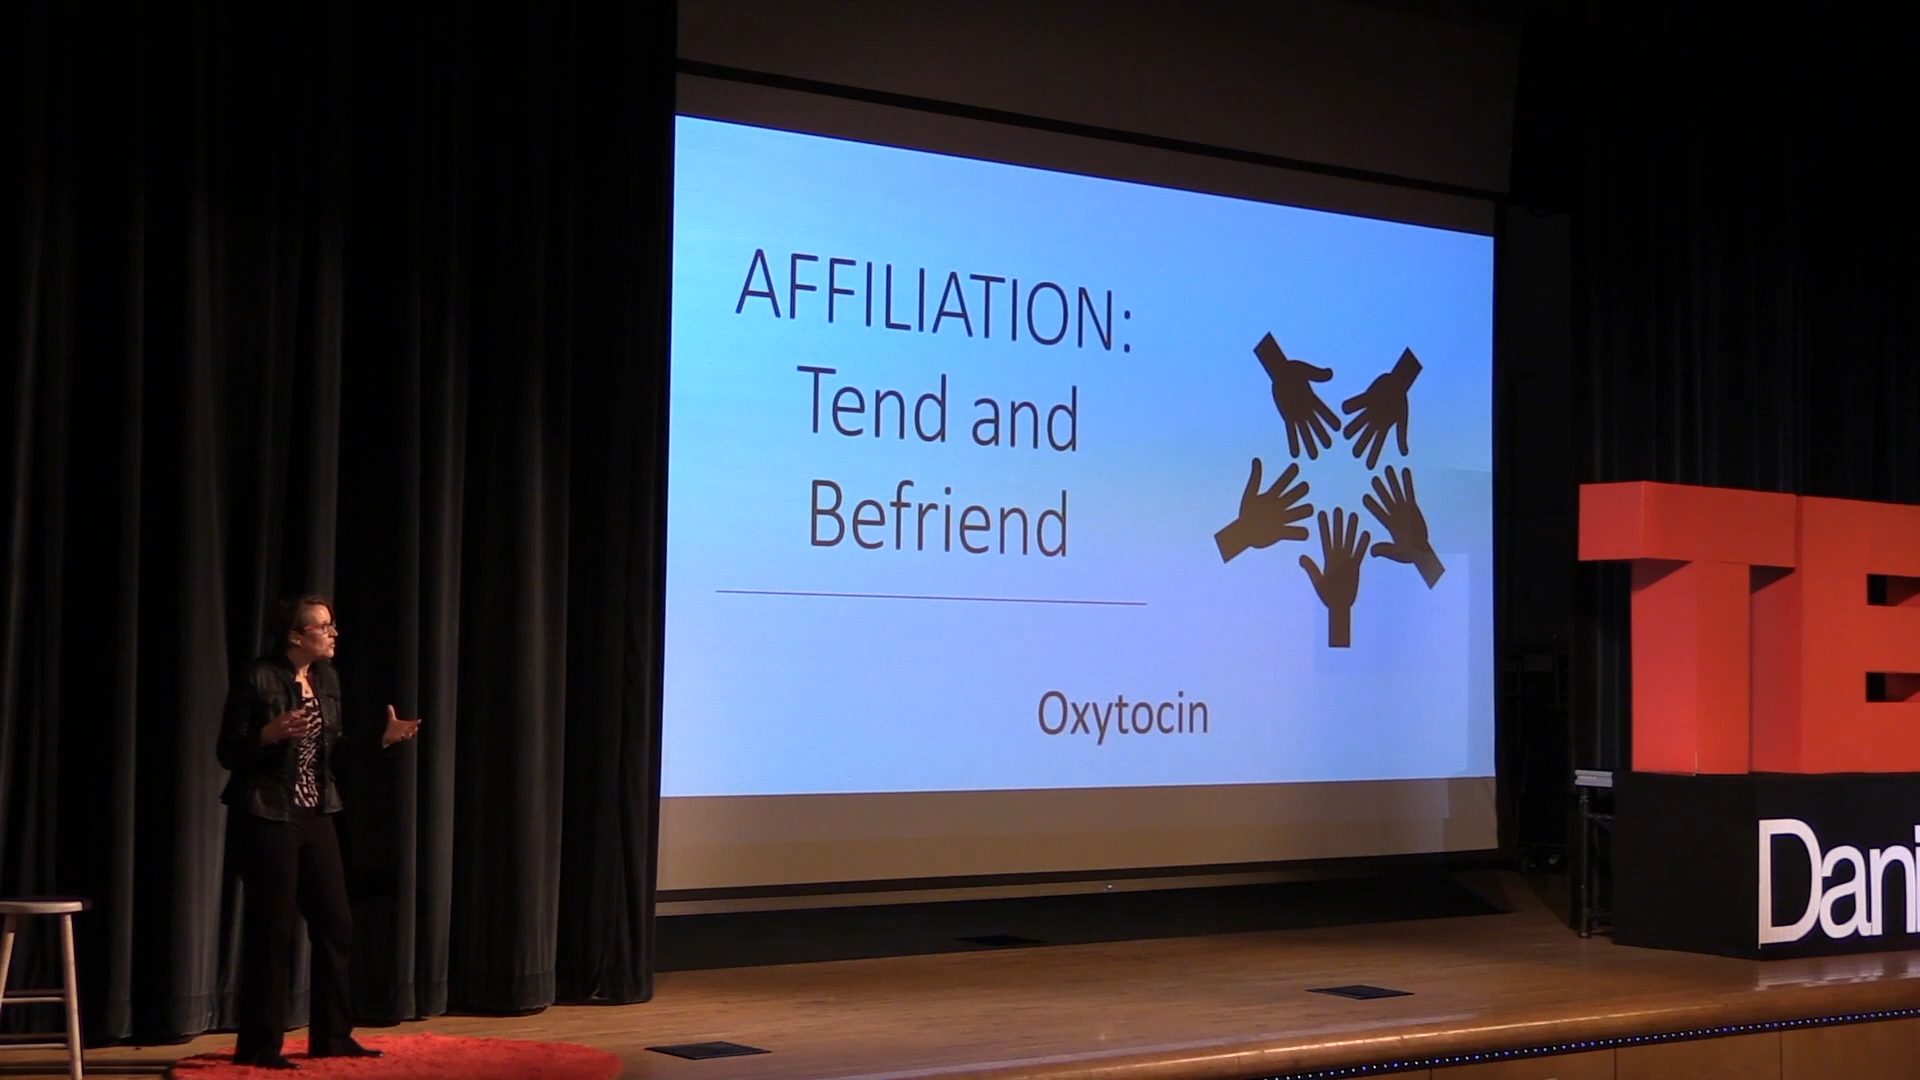 AFFILIATION:
Tend and
Befriend
Oxytocin
TE
Dani